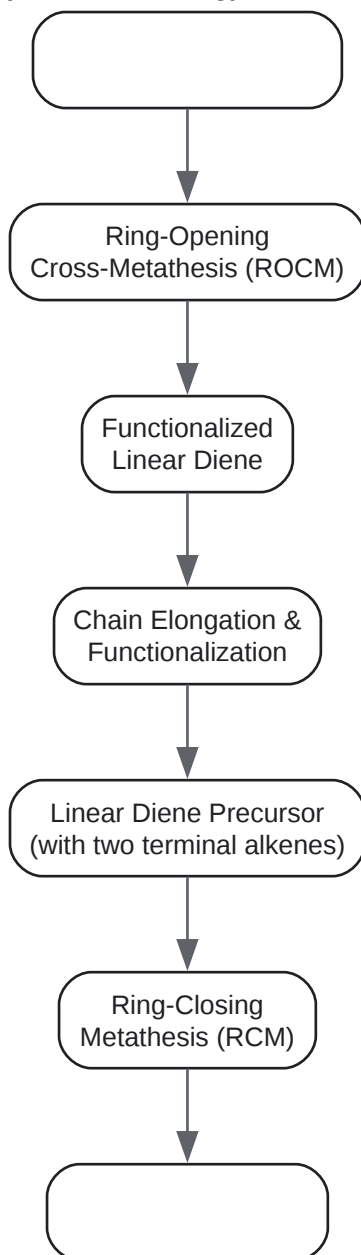 Ring-Opening
Cross-Metathesis (ROCM)
Functionalized
Linear Diene
Chain Elongation &
Functionalization
Linear Diene Precursor
(with two terminal alkenes)
Ring-Closing
Metathesis (RCM)